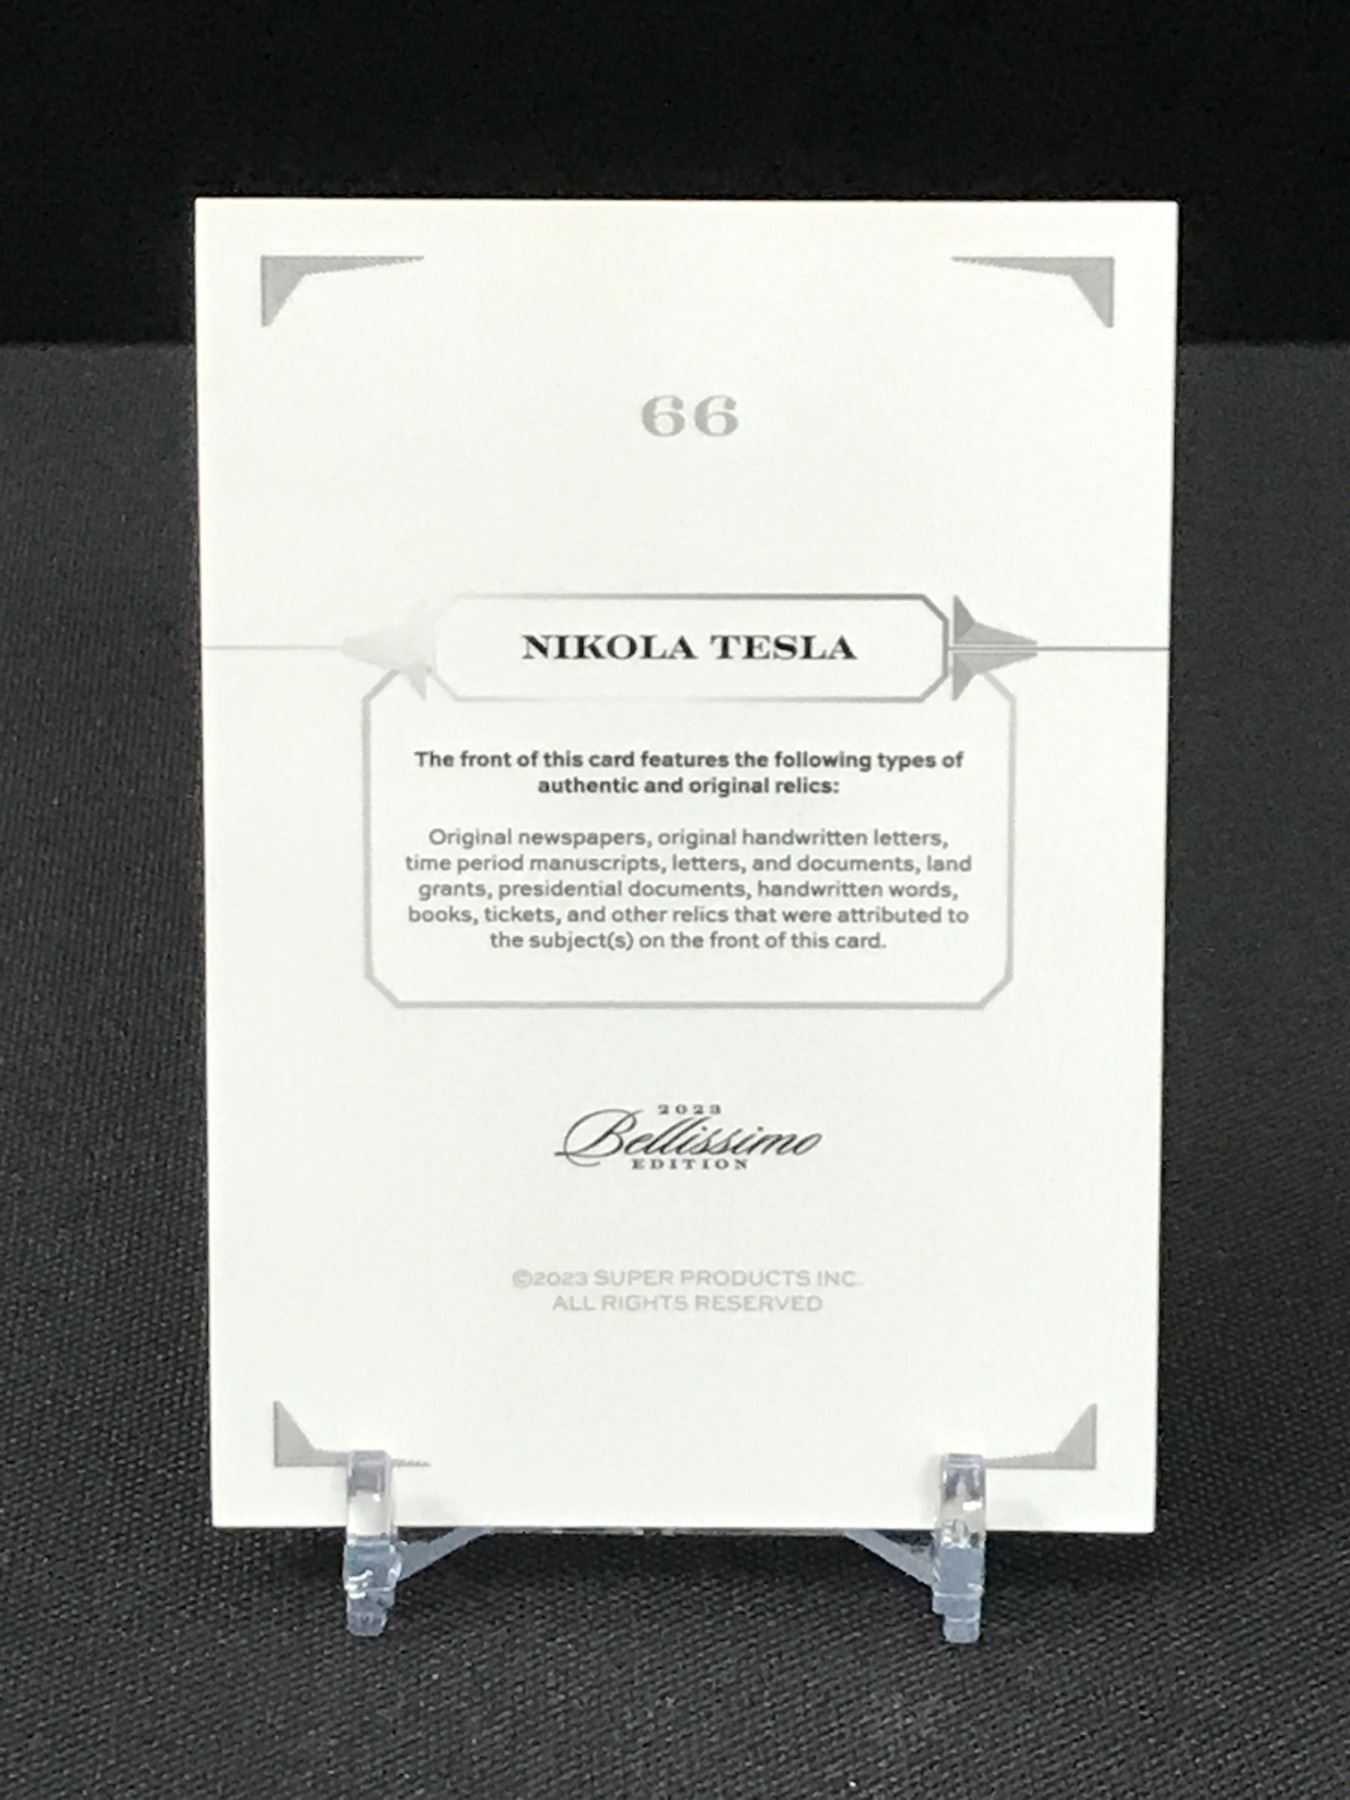 66
NIKOLA TESLA
The front of this card features the following types of
authentic and original relics:
Original newspapers, original handwritten letters,
time period manuscripts, letters, and documents, land
grants, presidential documents, handwritten words,
books, tickets, and other relics that were attributed to
the subject(s) on the front of this card.
2023
Bellissimo
EDITION
©2023 SUPER PRODUCTS INC.
ALL RIGHTS RESERVED